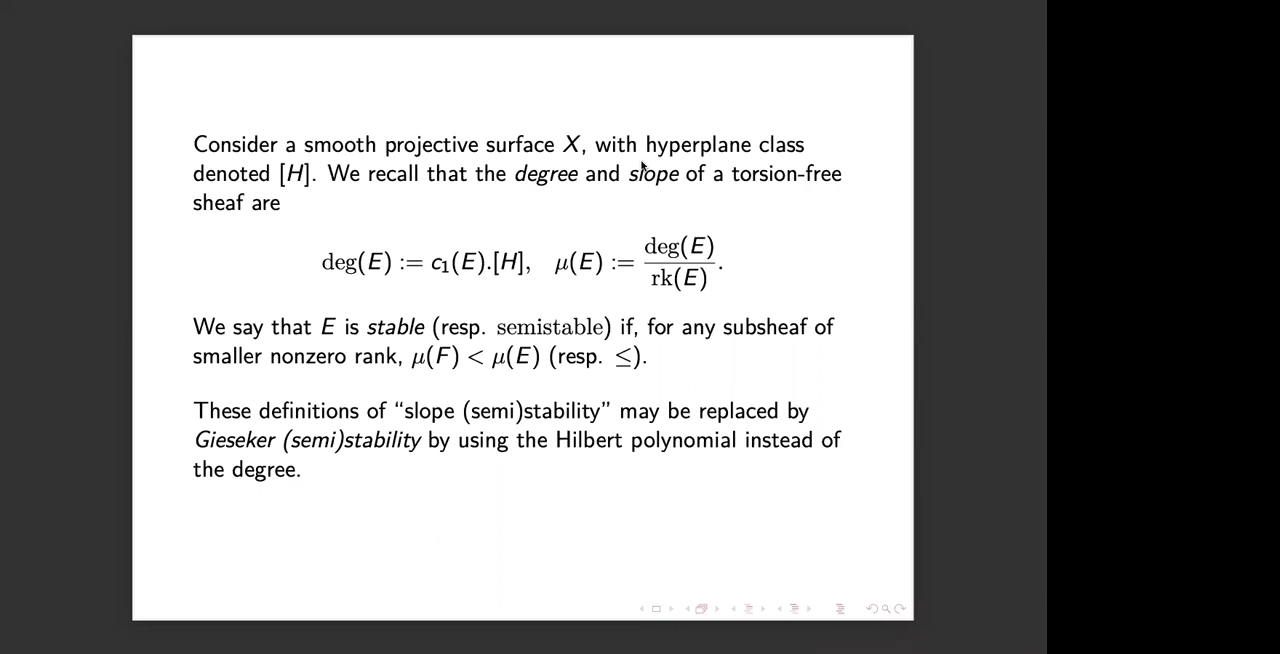 Consider a smooth projective surface X, with hyperplane class
denoted [H]. We recall that the degree and slope of a torsion-free
sheaf are
deg(E) := c₁(E).[H], μ(E) := deg(E)/rk(E).
We say that E is stable (resp. semistable) if, for any subsheaf of
smaller nonzero rank, μ(F) < μ(E) (resp. ≤).
These definitions of “slope (semi)stability” may be replaced by
Gieseker (semi)stability by using the Hilbert polynomial instead of
the degree.